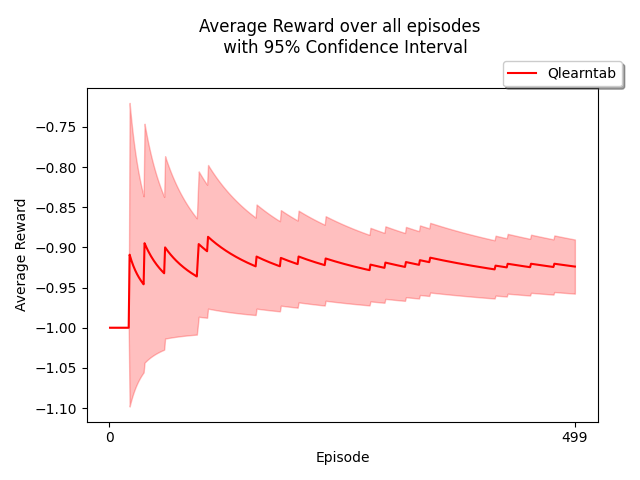 Average Reward over all episodes
with 95% Confidence Interval
Qlearntab
Average Reward
−0.75
−0.80
−0.85
−0.90
−0.95
−1.00
−1.05
−1.10
0
499
Episode